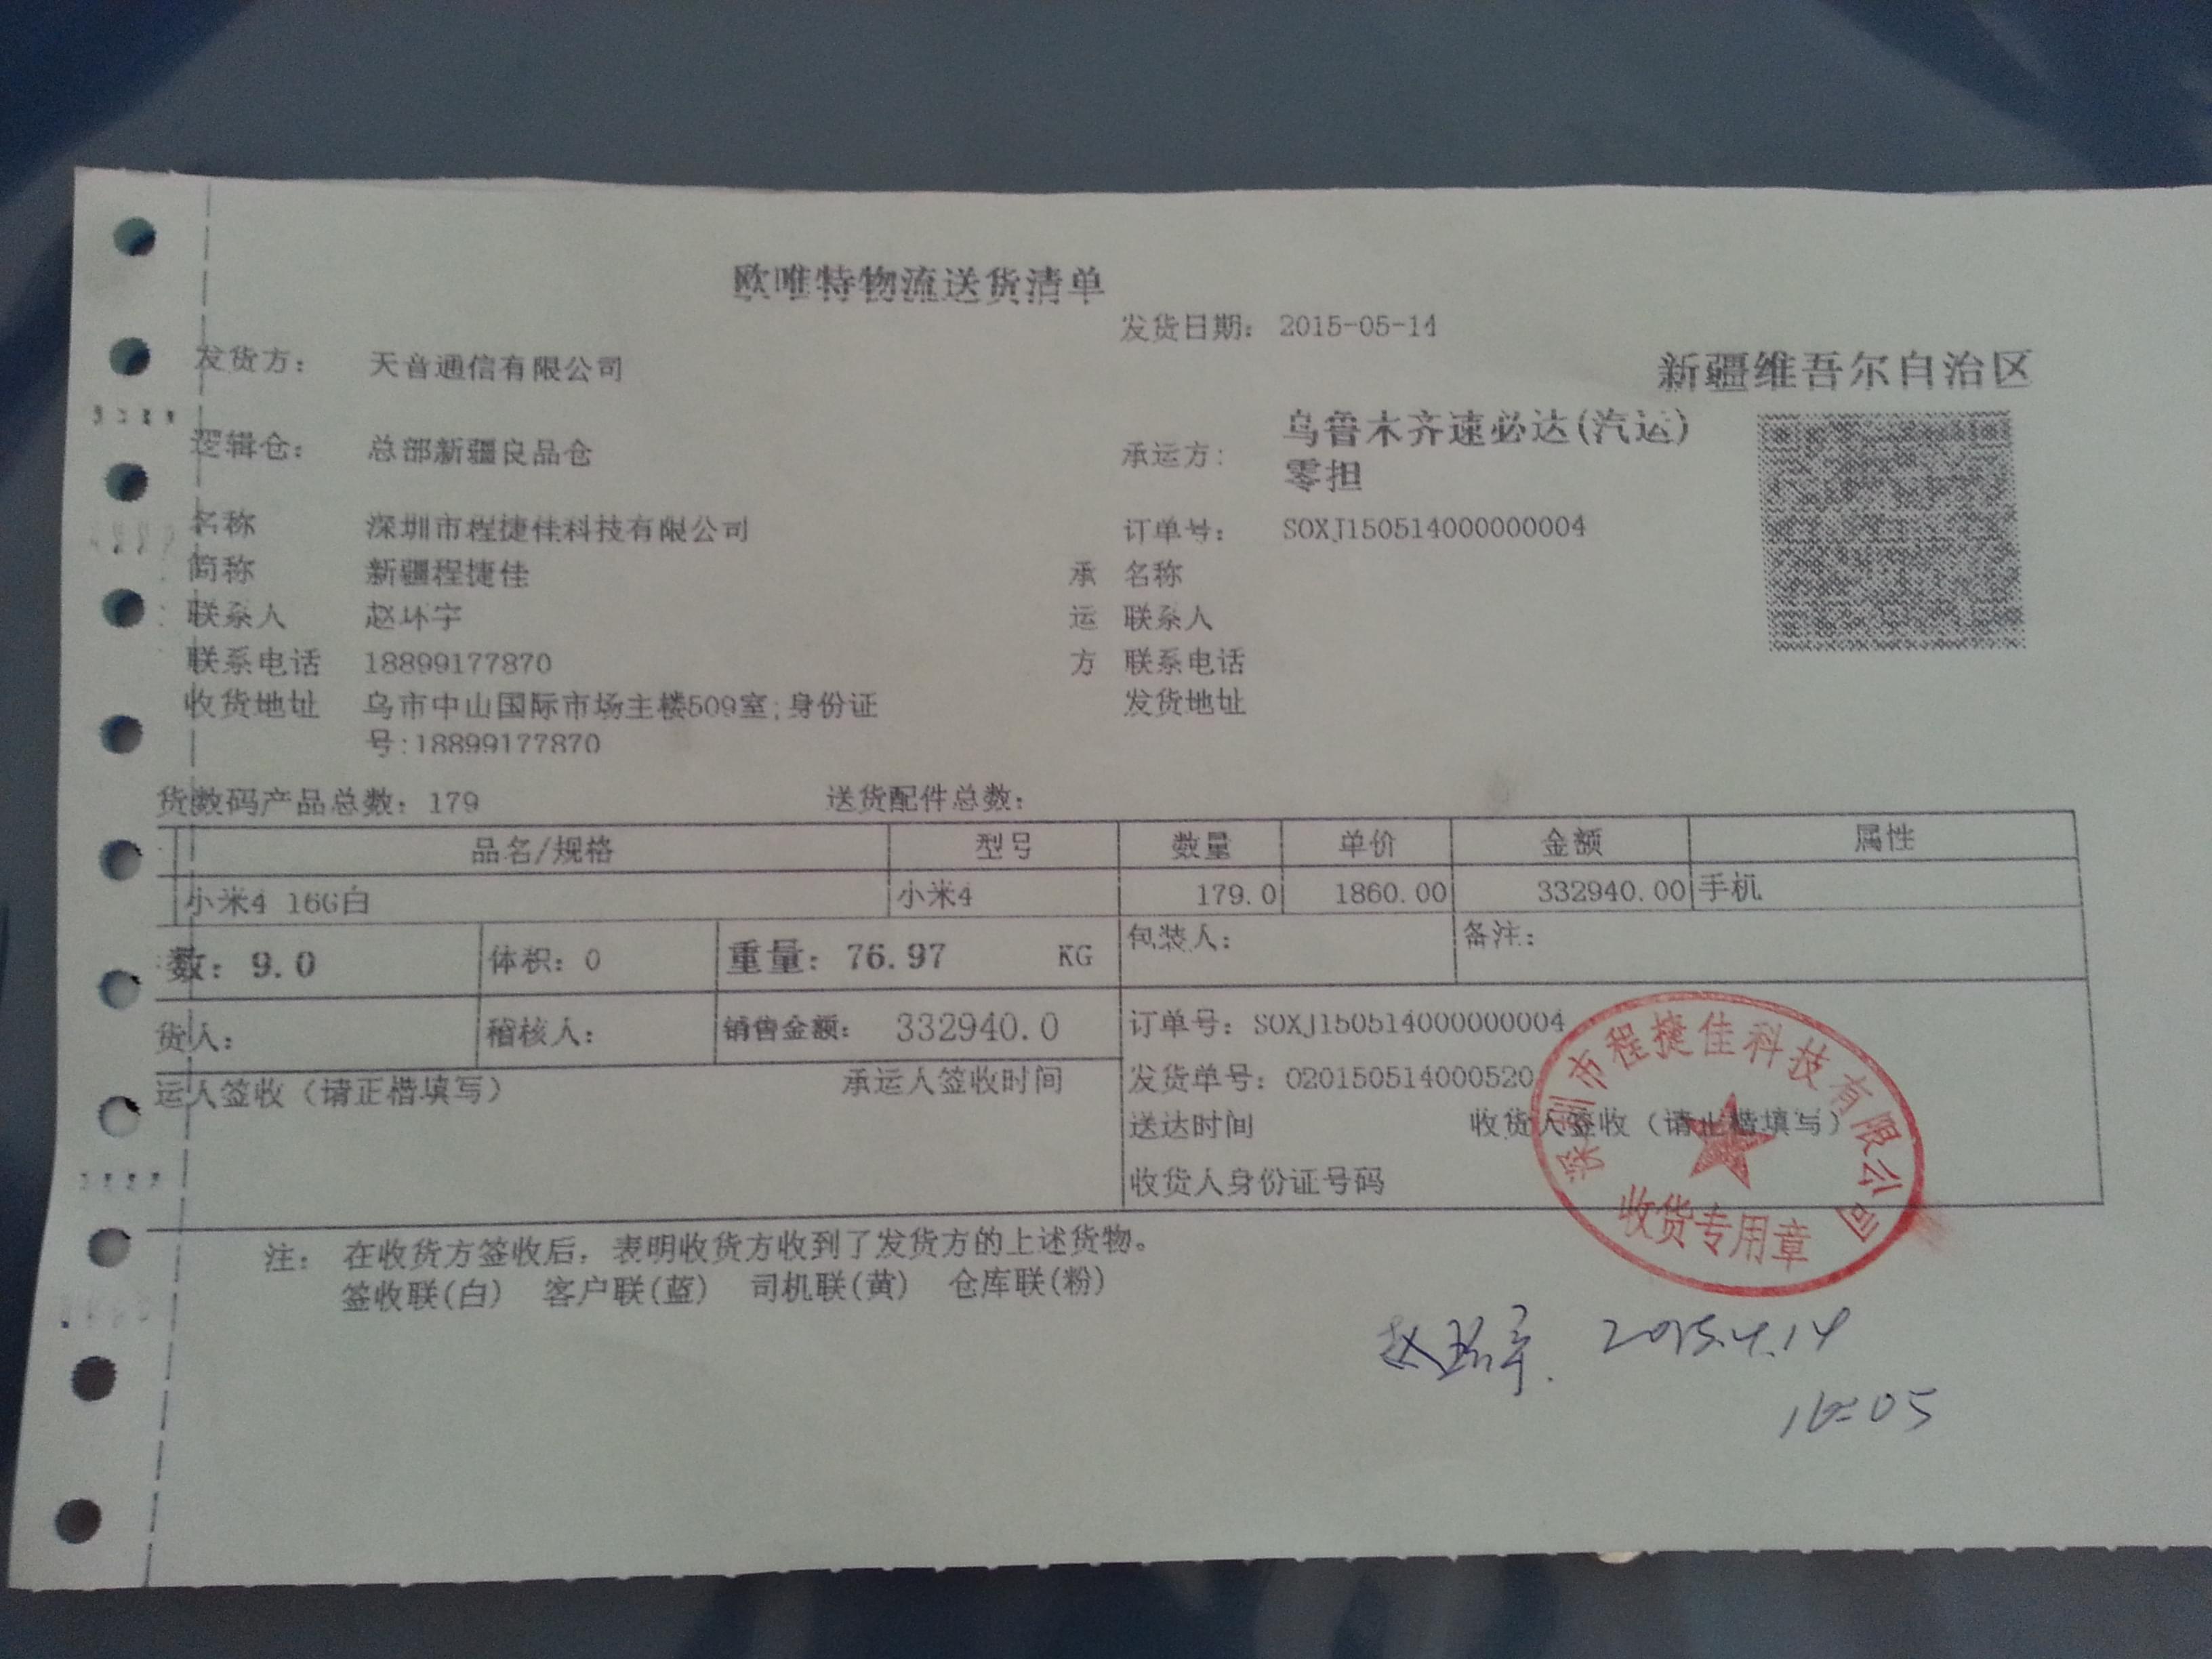 欧唯特物流送货清单
发货日期: 2015-05-14
发货方: 天音通信有限公司
新疆维吾尔自治区
逻辑仓: 总部新疆良品仓
承运方: 乌鲁木齐速必达(汽运)
零担
名称 深圳市程捷佳科技有限公司
订单号: SOXJ150514000000004
简称 新疆程捷佳
承 名称
联系人 赵环宇
运 联系人
联系电话 18899177870
方 联系电话
收货地址 乌市中山国际市场主楼509室;身份证
号:18899177870
发货地址
货数码产品总数: 179 送货配件总数:
品名/规格 型号 数量 单价 金额 属性
小米4 16G白 小米4 179.0 1860.00 332940.00 手机
数: 9.0 体积: 0 重量: 76.97 KG 包装人: 备注:
货人: 稽核人: 销售金额: 332940.0 订单号: SOXJ150514000000004
运人签收(请正楷填写) 承运人签收时间 发货单号: 020150514000520
送达时间 收货人签收(请正楷填写)
收货人身份证号码
深圳市程捷佳科技有限公司
收货专用章
注: 在收货方签收后, 表明收货方收到了发货方的上述货物。
签收联(白) 客户联(蓝) 司机联(黄) 仓库联(粉)